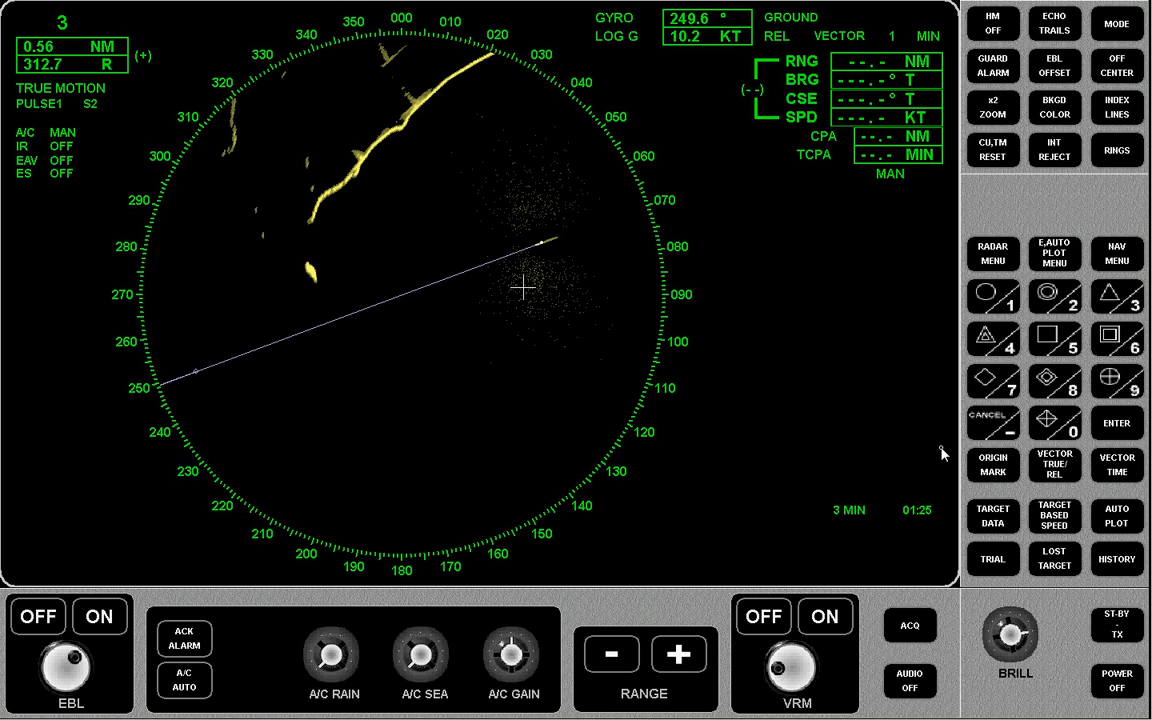 3
0.56 NM
312.7 R
(+)
TRUE MOTION
PULSE1 S2
A/C MAN
IR OFF
EAV OFF
ES OFF
GYRO 249.6 °
LOG G 10.2 KT
GROUND
REL VECTOR 1 MIN
(--)
RNG --.- NM
BRG ---.-° T
CSE ---.-° T
SPD ---.- KT
CPA --.- NM
TCPA --.- MIN
MAN
000
010
020
030
040
050
060
070
080
090
100
110
120
130
140
150
160
170
180
190
200
210
220
230
240
250
260
270
280
290
300
310
320
330
340
350
3 MIN 01:25
HM OFF
ECHO TRAILS
MODE
GUARD ALARM
EBL OFFSET
OFF CENTER
x2 ZOOM
BKGD COLOR
INDEX LINES
CU,TM RESET
INT REJECT
RINGS
RADAR MENU
E,AUTO PLOT MENU
NAV MENU
1
2
3
4
5
6
7
8
9
CANCEL -
0
ENTER
ORIGIN MARK
VECTOR TRUE/ REL
VECTOR TIME
TARGET DATA
TARGET BASED SPEED
AUTO PLOT
TRIAL
LOST TARGET
HISTORY
OFF
ON
EBL
ACK ALARM
A/C AUTO
A/C RAIN
A/C SEA
A/C GAIN
-
+
RANGE
OFF
ON
VRM
ACQ
AUDIO OFF
BRILL
ST-BY - TX
POWER OFF